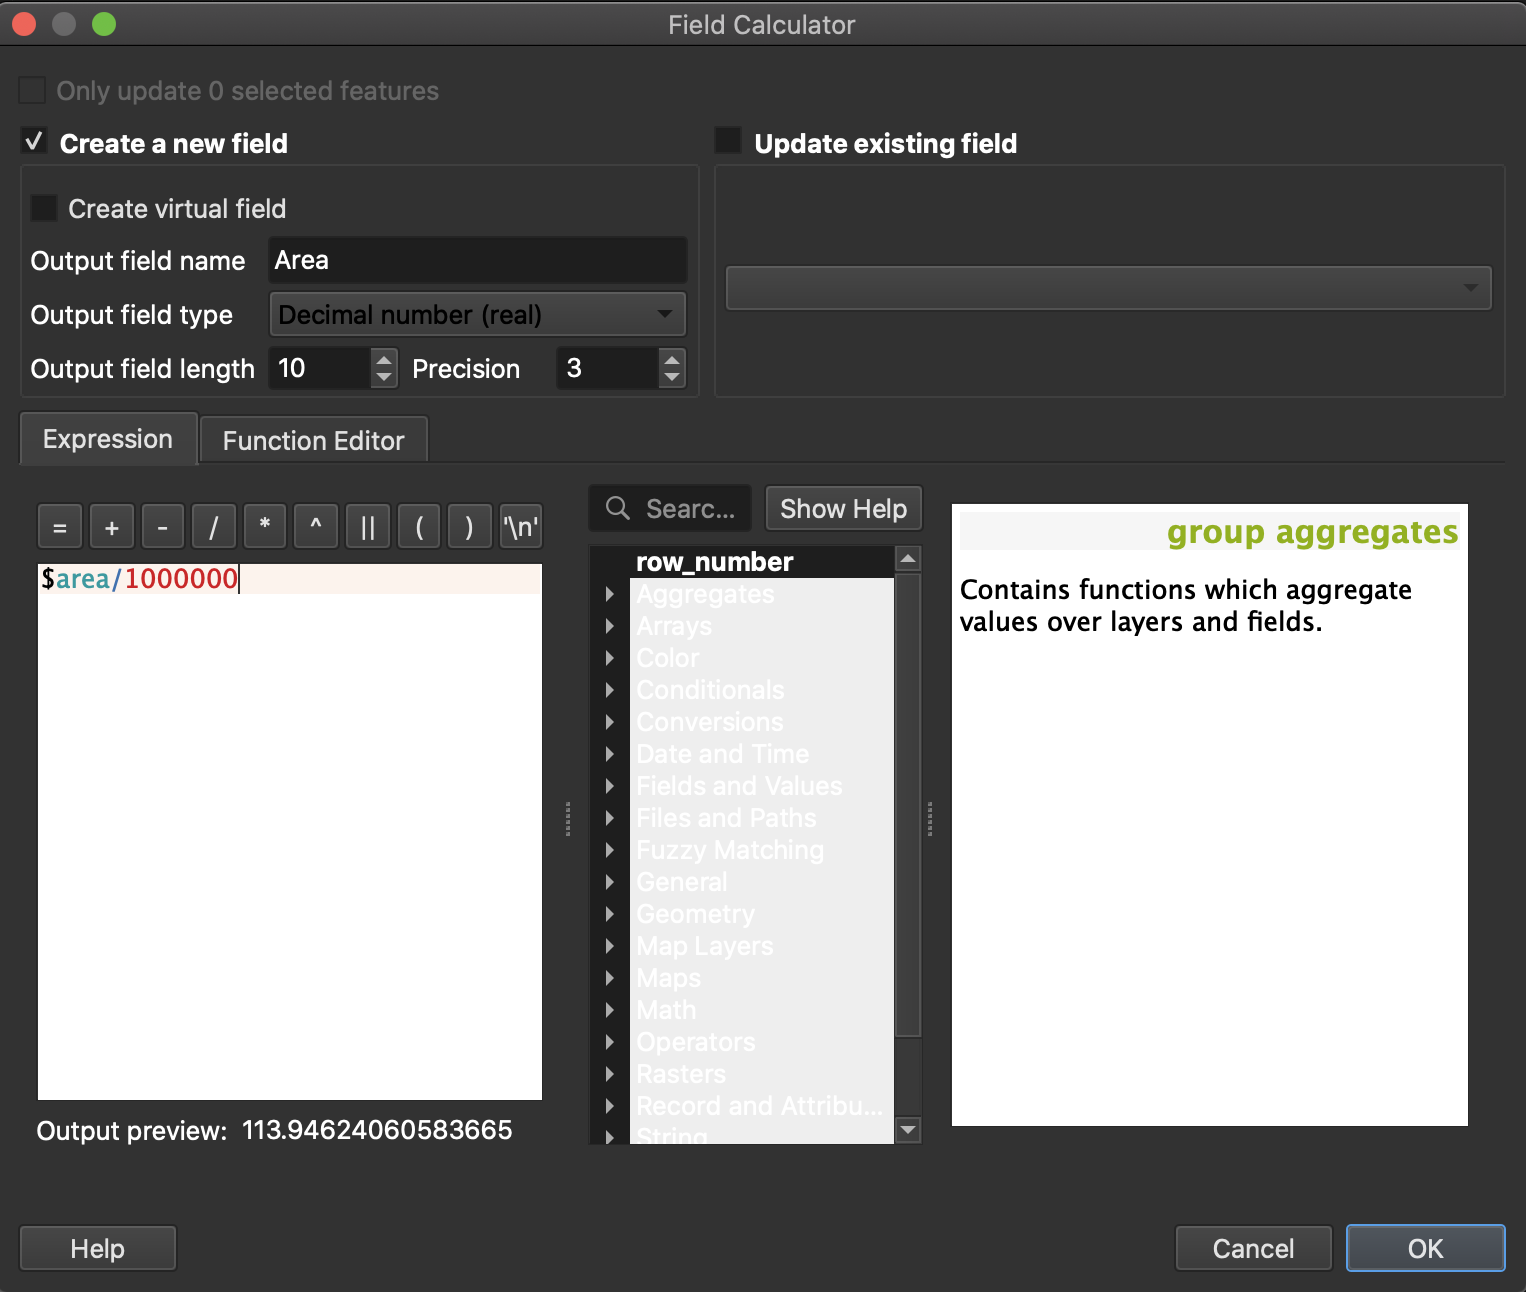 Field Calculator
Only update 0 selected features
Create a new field
Update existing field
Create virtual field
Output field name Area
Output field type Decimal number (real)
Output field length 10 Precision 3
Expression Function Editor
= + - / * ^ || ( ) '\n'
$area/1000000
Output preview: 113.94624060583665
Searc... Show Help
row_number
Aggregates
Arrays
Color
Conditionals
Conversions
Date and Time
Fields and Values
Files and Paths
Fuzzy Matching
General
Geometry
Map Layers
Maps
Math
Operators
Rasters
Record and Attribu...
String
group aggregates
Contains functions which aggregate
values over layers and fields.
Help Cancel OK